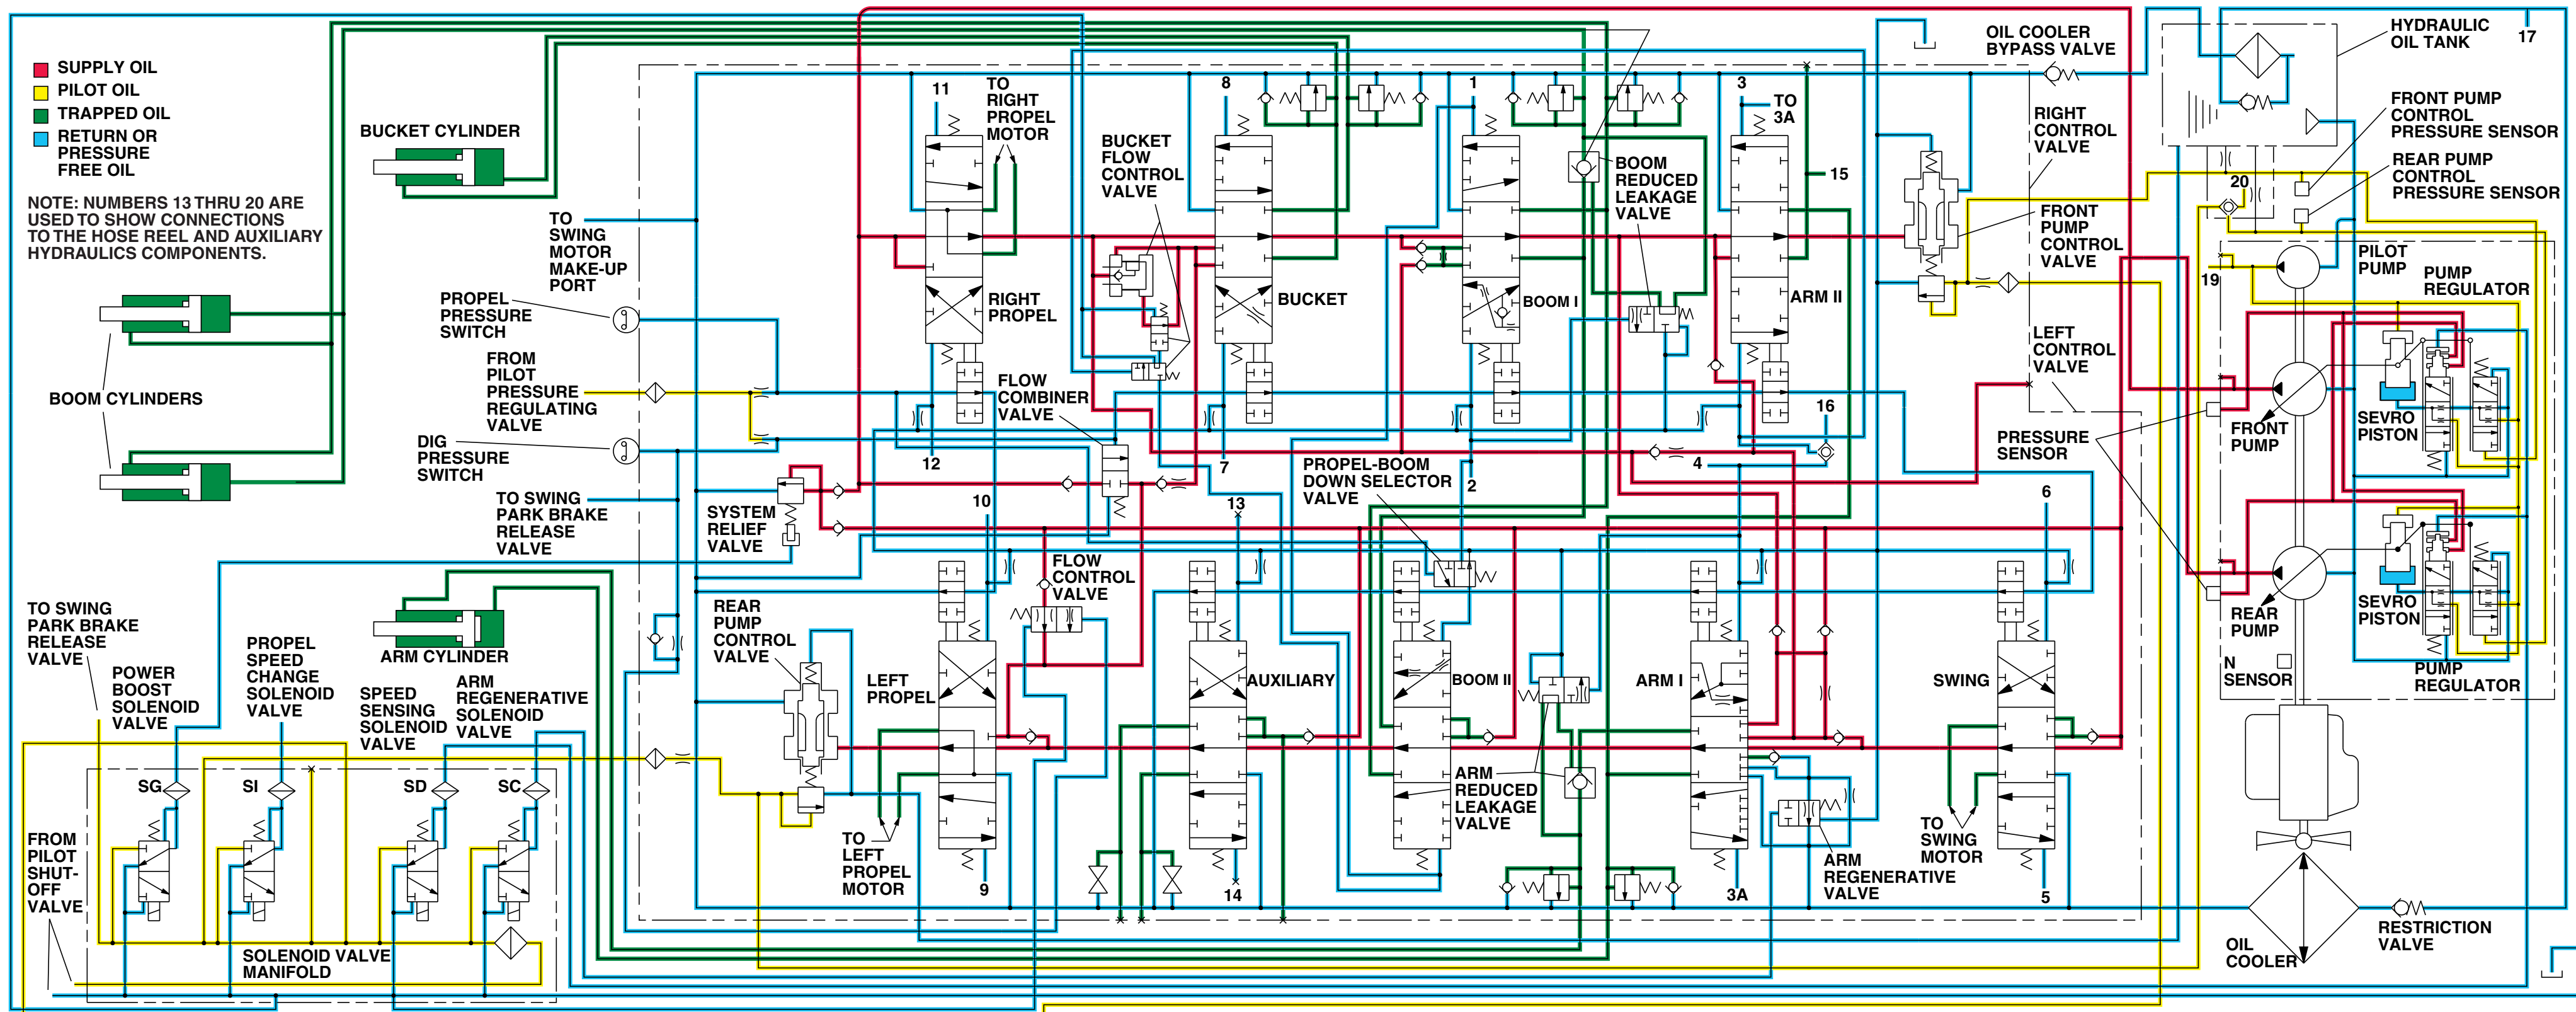 SUPPLY OIL
PILOT OIL
TRAPPED OIL
RETURN OR
PRESSURE
FREE OIL
NOTE: NUMBERS 13 THRU 20 ARE
USED TO SHOW CONNECTIONS
TO THE HOSE REEL AND AUXILIARY
HYDRAULICS COMPONENTS.
BUCKET CYLINDER
BOOM CYLINDERS
TO
SWING
MOTOR
MAKE-UP
PORT
PROPEL
PRESSURE
SWITCH
FROM
PILOT
PRESSURE
REGULATING
VALVE
DIG
PRESSURE
SWITCH
TO SWING
PARK BRAKE
RELEASE
VALVE
11
TO
RIGHT
PROPEL
MOTOR
RIGHT
PROPEL
12
BUCKET
FLOW
CONTROL
VALVE
8
BUCKET
7
FLOW
COMBINER
VALVE
1
BOOM I
2
BOOM
REDUCED
LEAKAGE
VALVE
3
TO
3A
ARM II
15
16
4
OIL COOLER
BYPASS VALVE
RIGHT
CONTROL
VALVE
FRONT
PUMP
CONTROL
VALVE
LEFT
CONTROL
VALVE
HYDRAULIC
OIL TANK
17
FRONT PUMP
CONTROL
PRESSURE SENSOR
REAR PUMP
CONTROL
PRESSURE SENSOR
20
19
PILOT
PUMP
PUMP
REGULATOR
FRONT
PUMP
SEVRO
PISTON
PRESSURE
SENSOR
REAR
PUMP
SEVRO
PISTON
N
SENSOR
PUMP
REGULATOR
SYSTEM
RELIEF
VALVE
10
13
PROPEL-BOOM
DOWN SELECTOR
VALVE
6
FLOW
CONTROL
VALVE
REAR
PUMP
CONTROL
VALVE
LEFT
PROPEL
TO
LEFT
PROPEL
MOTOR
9
AUXILIARY
14
BOOM II
ARM
REDUCED
LEAKAGE
VALVE
ARM I
3A
ARM
REGENERATIVE
VALVE
SWING
TO
SWING
MOTOR
5
ARM CYLINDER
TO SWING
PARK BRAKE
RELEASE
VALVE
POWER
BOOST
SOLENOID
VALVE
PROPEL
SPEED
CHANGE
SOLENOID
VALVE
SPEED
SENSING
SOLENOID
VALVE
ARM
REGENERATIVE
SOLENOID
VALVE
SG
SI
SD
SC
FROM
PILOT
SHUT-
OFF
VALVE
SOLENOID VALVE
MANIFOLD
OIL
COOLER
RESTRICTION
VALVE